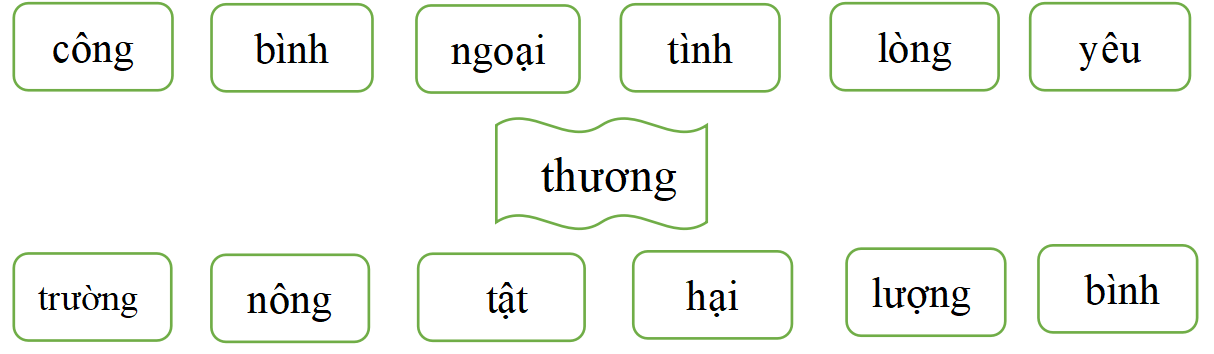 công bình ngoại tình lòng yêu
thương
trường nông tật hại lượng bình